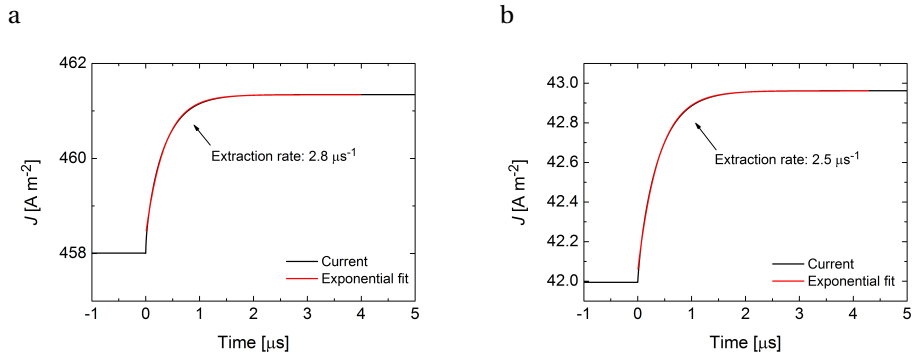 a
462
460
458
J [A m-2]
Extraction rate: 2.8 μs-1
Current
Exponential fit
-1 0 1 2 3 4 5
Time [μs]
b
43.0
42.8
42.6
42.4
42.2
42.0
J [A m-2]
Extraction rate: 2.5 μs-1
Current
Exponential fit
-1 0 1 2 3 4 5
Time [μs]